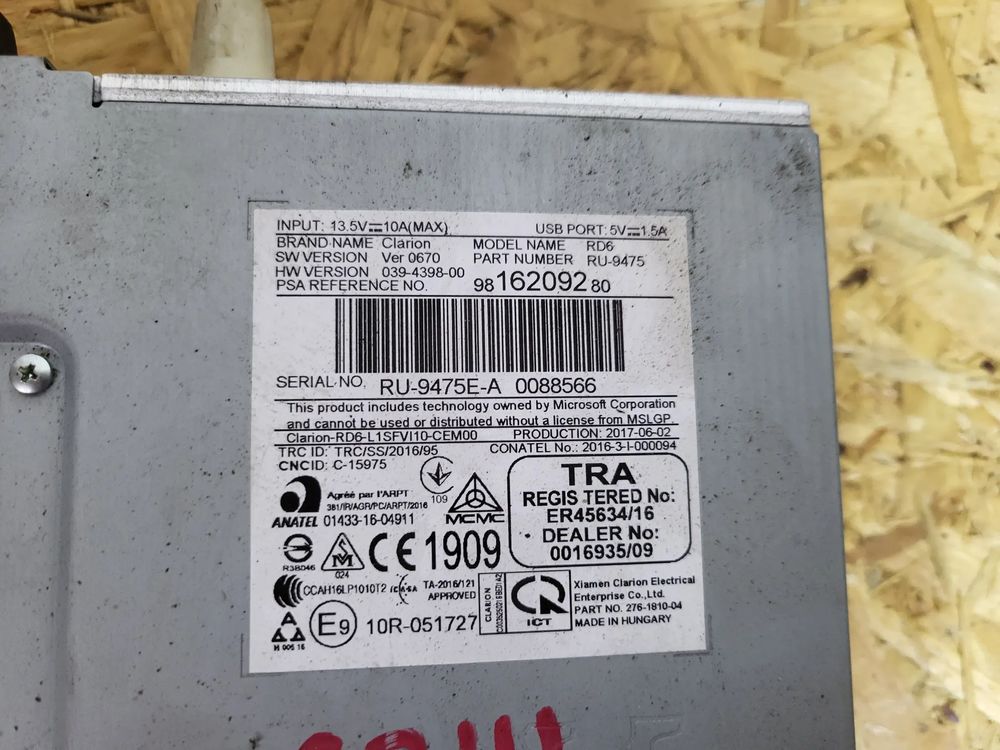 INPUT: 13.5V⎓10A(MAX) USB PORT: 5V⎓1.5A
BRAND NAME Clarion MODEL NAME RD6
SW VERSION Ver 0670 PART NUMBER RU-9475
HW VERSION 039-4398-00
PSA REFERENCE NO. 98 162092 80
SERIAL NO. RU-9475E-A 0088566
This product includes technology owned by Microsoft Corporation
and cannot be used or distributed without a license from MSLGP.
Clarion-RD6-L1SFVI10-CEM00 PRODUCTION: 2017-06-02
TRC ID: TRC/SS/2016/95 CONATEL No.: 2016-3-I-000094
CNCID: C-15975
Agréé par l'ARPT
381/IR/AGR/PC/ARPT/2016
109
ANATEL 01433-16-04911
MCMC
TRA
REGIS TERED No:
ER45634/16
DEALER No:
0016935/09
R3BD46
024
CE 1909
CCAH16LP1010T2
ICASA
TA-2016/121
APPROVED
CLARION
ICT
Xiamen Clarion Electrical
Enterprise Co.,Ltd.
PART NO. 276-1810-04
MADE IN HUNGARY
E9 10R-051727